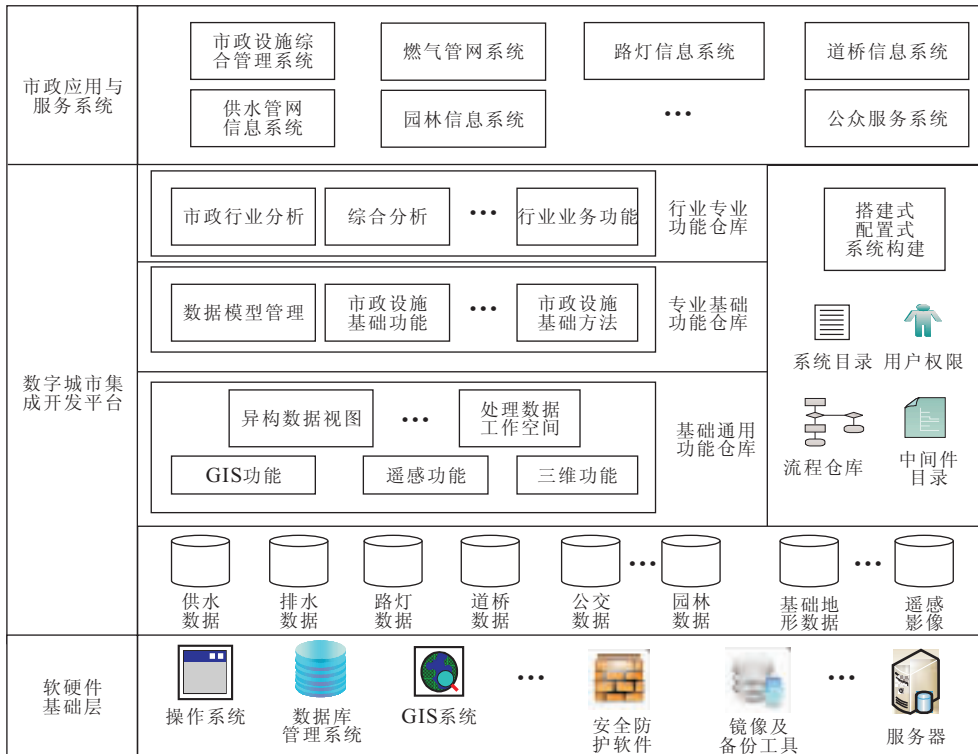 市政应用与
服务系统
市政设施综
合管理系统
燃气管网系统
路灯信息系统
道桥信息系统
供水管网
信息系统
园林信息系统
•••
公众服务系统
数字城市集
成开发平台
市政行业分析
综合分析
•••
行业业务功能
行业专业
功能仓库
数据模型管理
市政设施
基础功能
•••
市政设施
基础方法
专业基础
功能仓库
异构数据视图
•••
处理数据
工作空间
GIS功能
遥感功能
三维功能
基础通用
功能仓库
搭建式
配置式
系统构建
系统目录
用户权限
流程仓库
中间件
目录
供水
数据
排水
数据
路灯
数据
道桥
数据
公交
数据
•••
园林
数据
基础地
形数据
•••
遥感
影像
软硬件
基础层
操作系统
数据库
管理系统
GIS系统
•••
安全防
护软件
镜像及
备份工具
•••
服务器